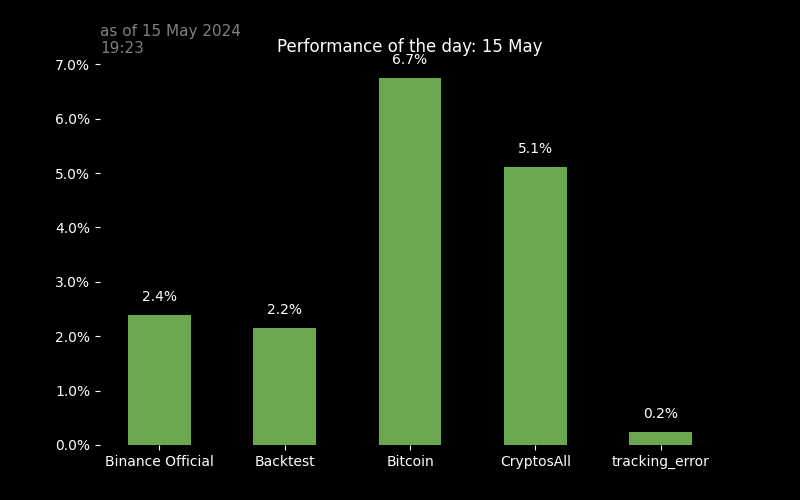 as of 15 May 2024
19:23
Performance of the day: 15 May
7.0%
6.0%
5.0%
4.0%
3.0%
2.0%
1.0%
0.0%
2.4%
2.2%
6.7%
5.1%
0.2%
Binance Official
Backtest
Bitcoin
CryptosAll
tracking_error